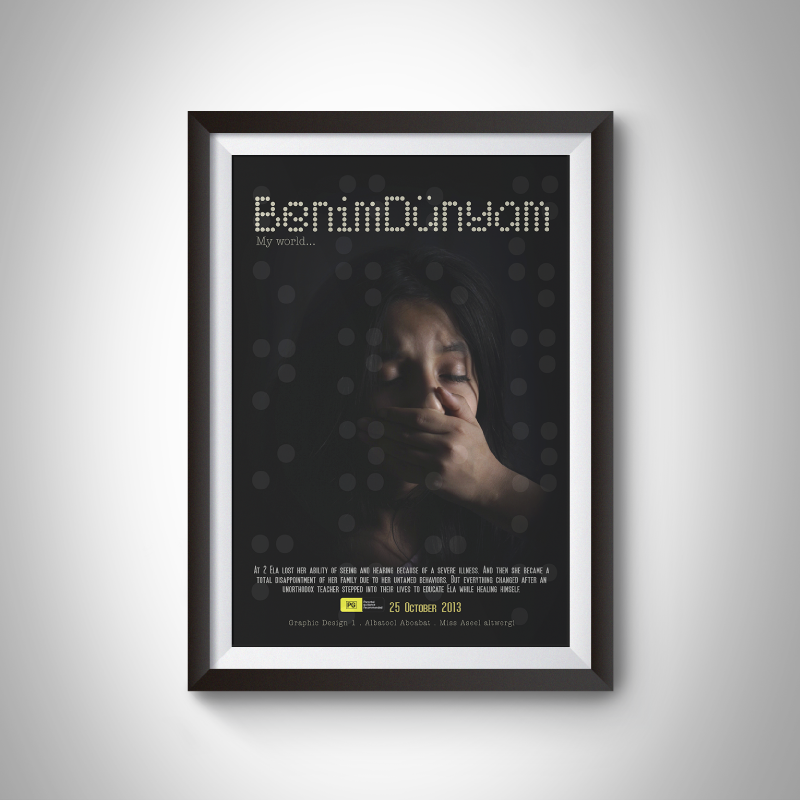 BenimDünyam
My world...
At 2 Ela lost her ability of seeing and hearing because of a severe illness. And then she became a
total disappointment of her family due to her untamed behaviors. But everything changed after an
unorthodox teacher stepped into their lives to educate Ela while healing himself.
PG
25 October 2013
Graphic Design 1 . Albatool Aboabat . Miss Aseel altwergi